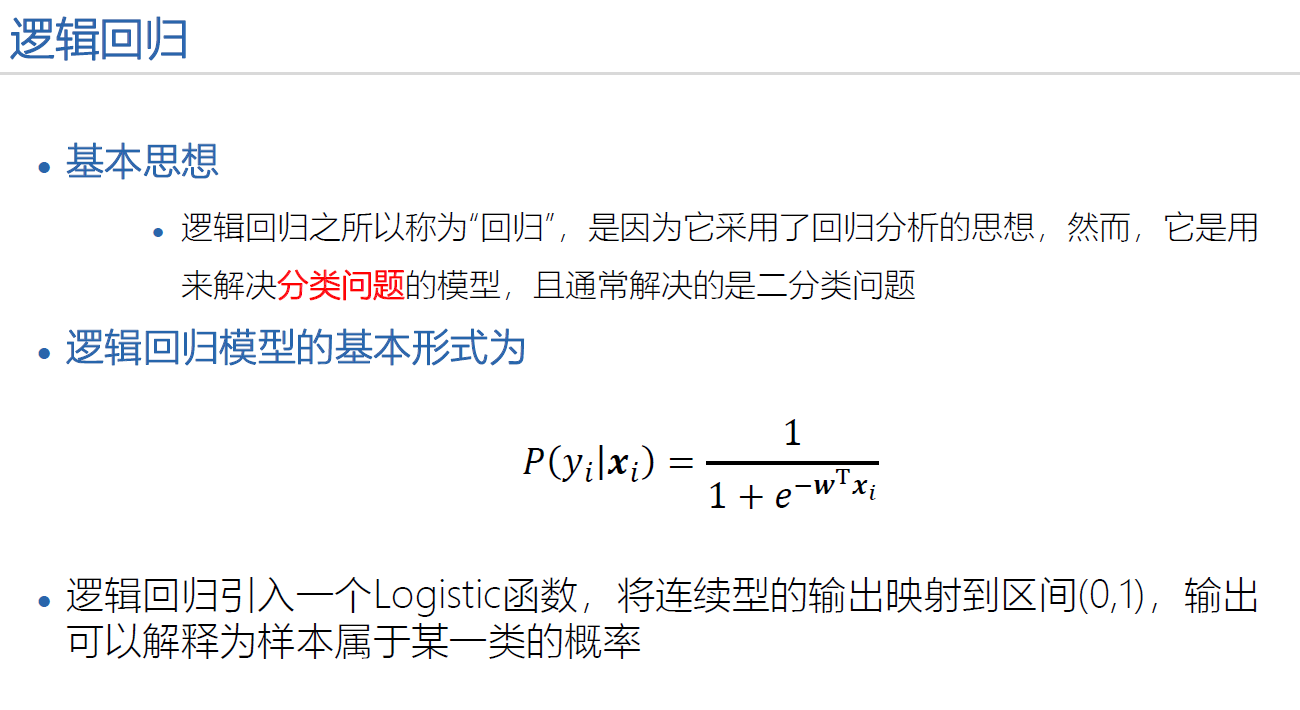 逻辑回归
• 基本思想
• 逻辑回归之所以称为“回归”，是因为它采用了回归分析的思想，然而，它是用
来解决分类问题的模型，且通常解决的是二分类问题
• 逻辑回归模型的基本形式为
$P(y_i|\boldsymbol{x}_i) = \frac{1}{1 + e^{-\boldsymbol{w}^{\mathrm{T}}\boldsymbol{x}_i}}$
• 逻辑回归引入一个Logistic函数，将连续型的输出映射到区间(0,1)，输出
可以解释为样本属于某一类的概率